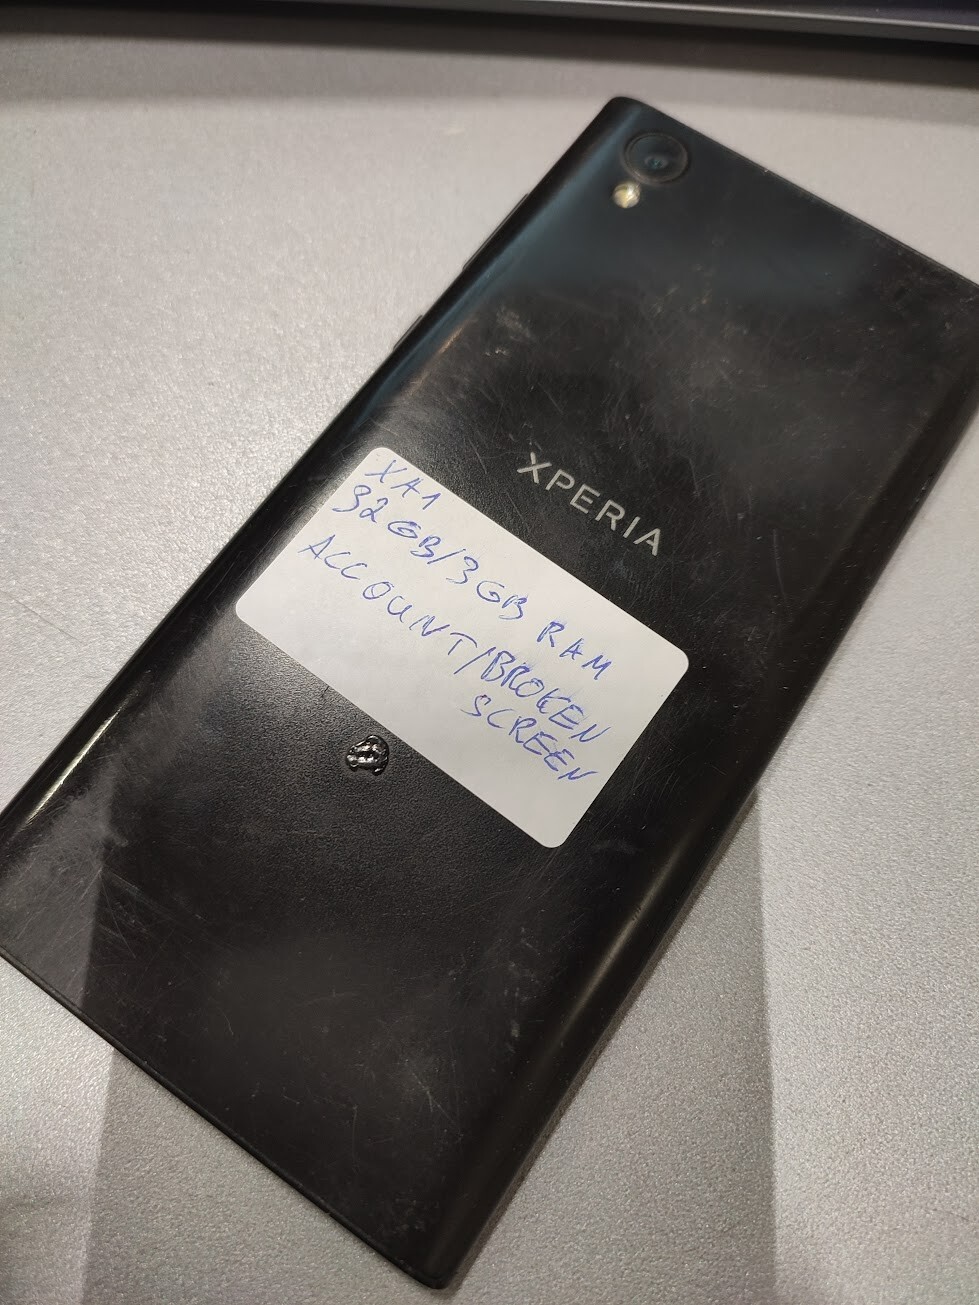 XPERIA
XA1
32GB/3GB RAM
ACCOUNT/BROKEN
SCREEN